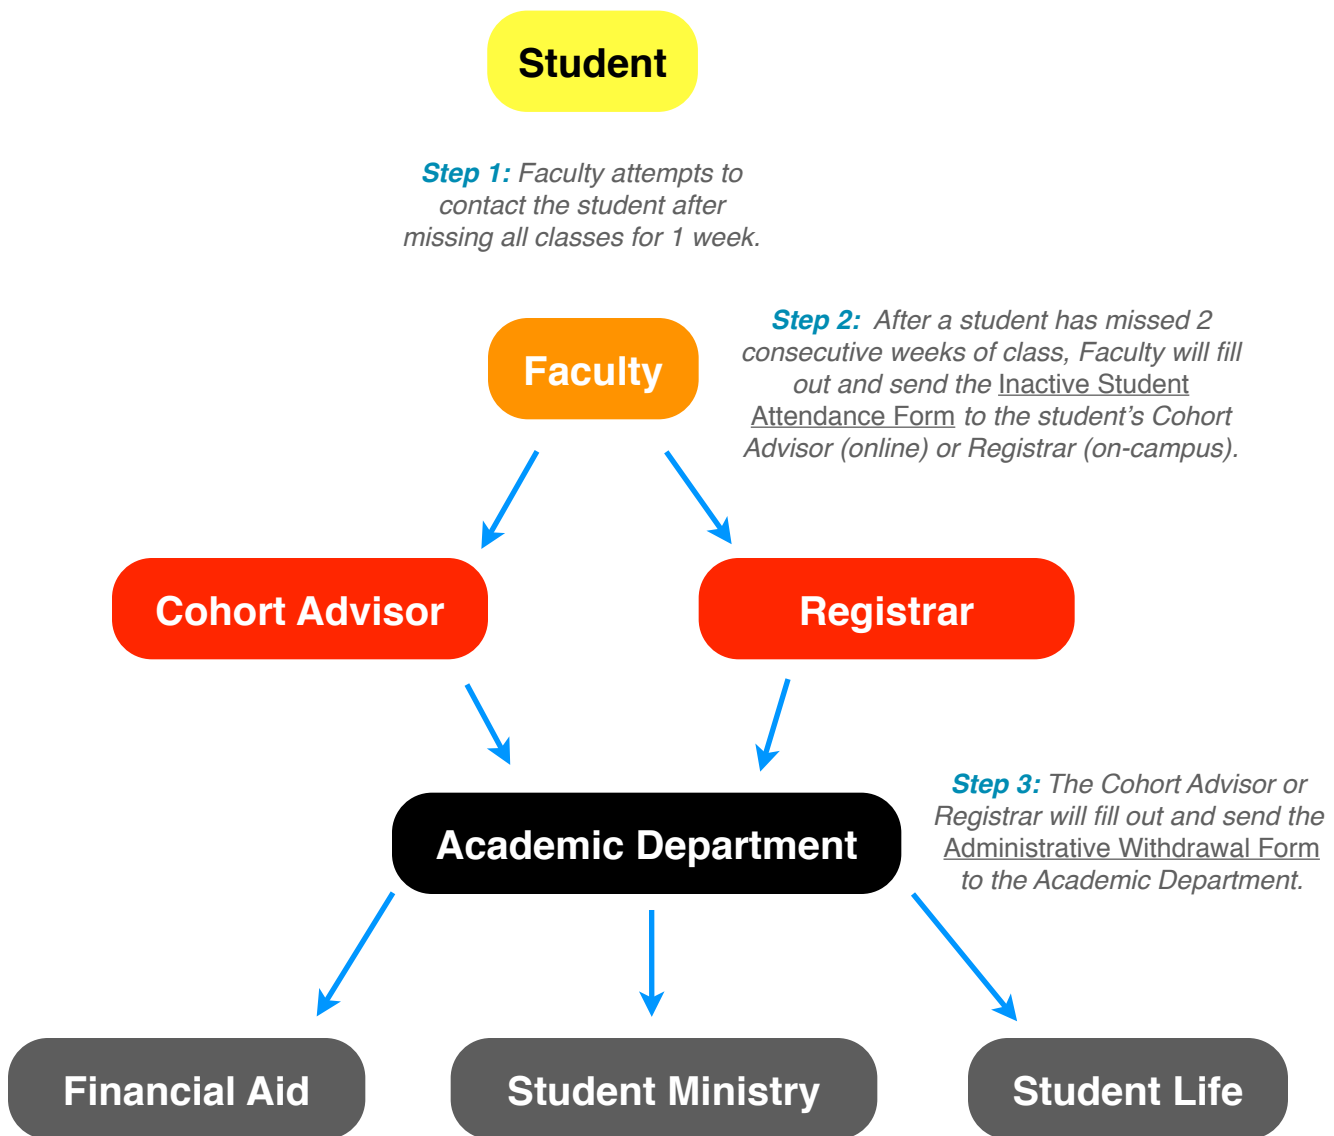 Student
Step 1: Faculty attempts to
contact the student after
missing all classes for 1 week.
Faculty
Step 2: After a student has missed 2
consecutive weeks of class, Faculty will fill
out and send the Inactive Student
Attendance Form to the student's Cohort
Advisor (online) or Registrar (on-campus).
Cohort Advisor
Registrar
Academic Department
Step 3: The Cohort Advisor or
Registrar will fill out and send the
Administrative Withdrawal Form
to the Academic Department.
Financial Aid
Student Ministry
Student Life